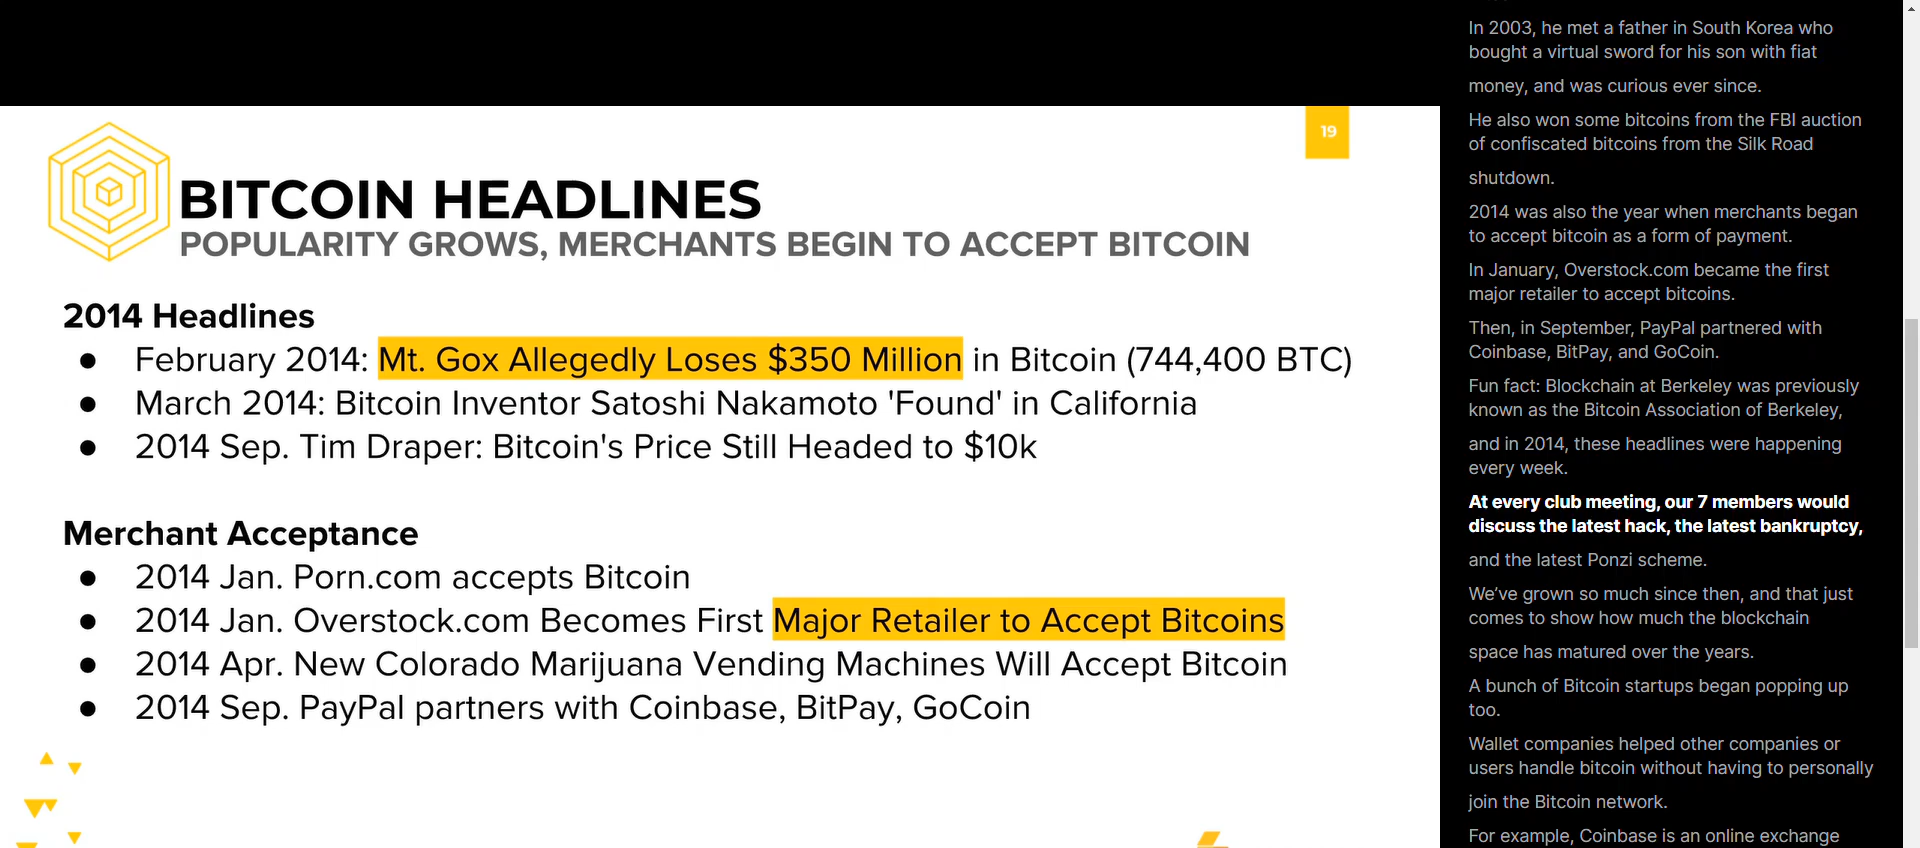 19
BITCOIN HEADLINES
POPULARITY GROWS, MERCHANTS BEGIN TO ACCEPT BITCOIN
2014 Headlines
● February 2014: Mt. Gox Allegedly Loses $350 Million in Bitcoin (744,400 BTC)
● March 2014: Bitcoin Inventor Satoshi Nakamoto 'Found' in California
● 2014 Sep. Tim Draper: Bitcoin's Price Still Headed to $10k
Merchant Acceptance
● 2014 Jan. Porn.com accepts Bitcoin
● 2014 Jan. Overstock.com Becomes First Major Retailer to Accept Bitcoins
● 2014 Apr. New Colorado Marijuana Vending Machines Will Accept Bitcoin
● 2014 Sep. PayPal partners with Coinbase, BitPay, GoCoin
In 2003, he met a father in South Korea who
bought a virtual sword for his son with fiat
money, and was curious ever since.
He also won some bitcoins from the FBI auction
of confiscated bitcoins from the Silk Road
shutdown.
2014 was also the year when merchants began
to accept bitcoin as a form of payment.
In January, Overstock.com became the first
major retailer to accept bitcoins.
Then, in September, PayPal partnered with
Coinbase, BitPay, and GoCoin.
Fun fact: Blockchain at Berkeley was previously
known as the Bitcoin Association of Berkeley,
and in 2014, these headlines were happening
every week.
At every club meeting, our 7 members would
discuss the latest hack, the latest bankruptcy,
and the latest Ponzi scheme.
We’ve grown so much since then, and that just
comes to show how much the blockchain
space has matured over the years.
A bunch of Bitcoin startups began popping up
too.
Wallet companies helped other companies or
users handle bitcoin without having to personally
join the Bitcoin network.
For example, Coinbase is an online exchange